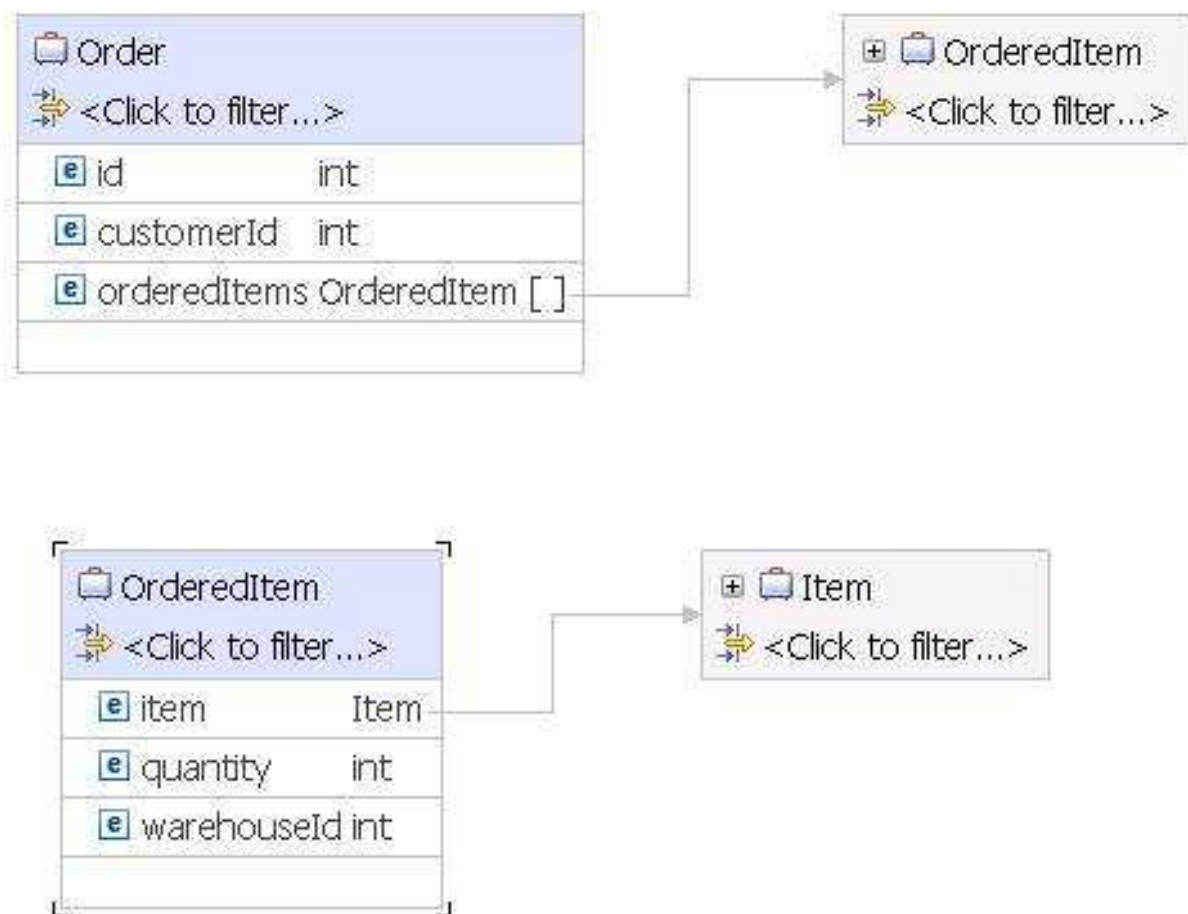 Order
<Click to filter...>
e id int
e customerId int
e orderedItems OrderedItem [ ]
OrderedItem
<Click to filter...>
OrderedItem
<Click to filter...>
e item Item
e quantity int
e warehouseId int
Item
<Click to filter...>